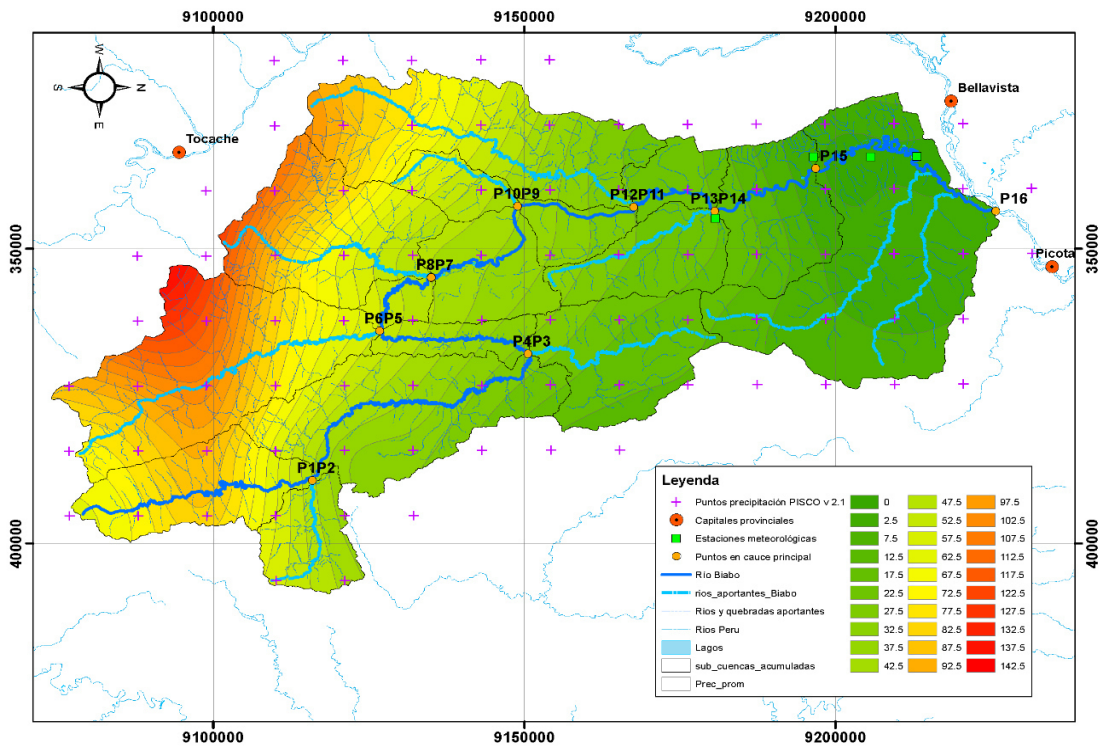 9100000 9150000 9200000
W
S N
E
Bellavista
Tocache
P15
P10P9 P12P11 P13P14 P16
350000 Picota 350000
P8P7
P6P5
P4P3
P1P2
Leyenda
Puntos precipitación PISCO v 2.1 0 47.5 97.5
Capitales provinciales 2.5 52.5 102.5
Estaciones meteorológicas 7.5 57.5 107.5
Puntos en cauce principal 12.5 62.5 112.5
Río Biabo 17.5 67.5 117.5
rios_aportantes_Biabo 22.5 72.5 122.5
Rios y quebradas aportantes 27.5 77.5 127.5
Rios Peru 32.5 82.5 132.5
Lagos 37.5 87.5 137.5
sub_cuencas_acumuladas 42.5 92.5 142.5
Prec_prom
400000 400000
9100000 9150000 9200000